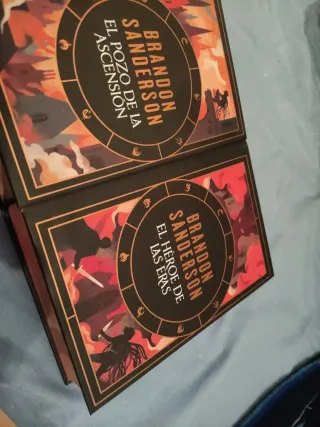 BRANDON
SANDERSON
EL POZO DE LA
ASCENSIÓN
BRANDON
SANDERSON
EL HÉROE DE
LAS ERAS